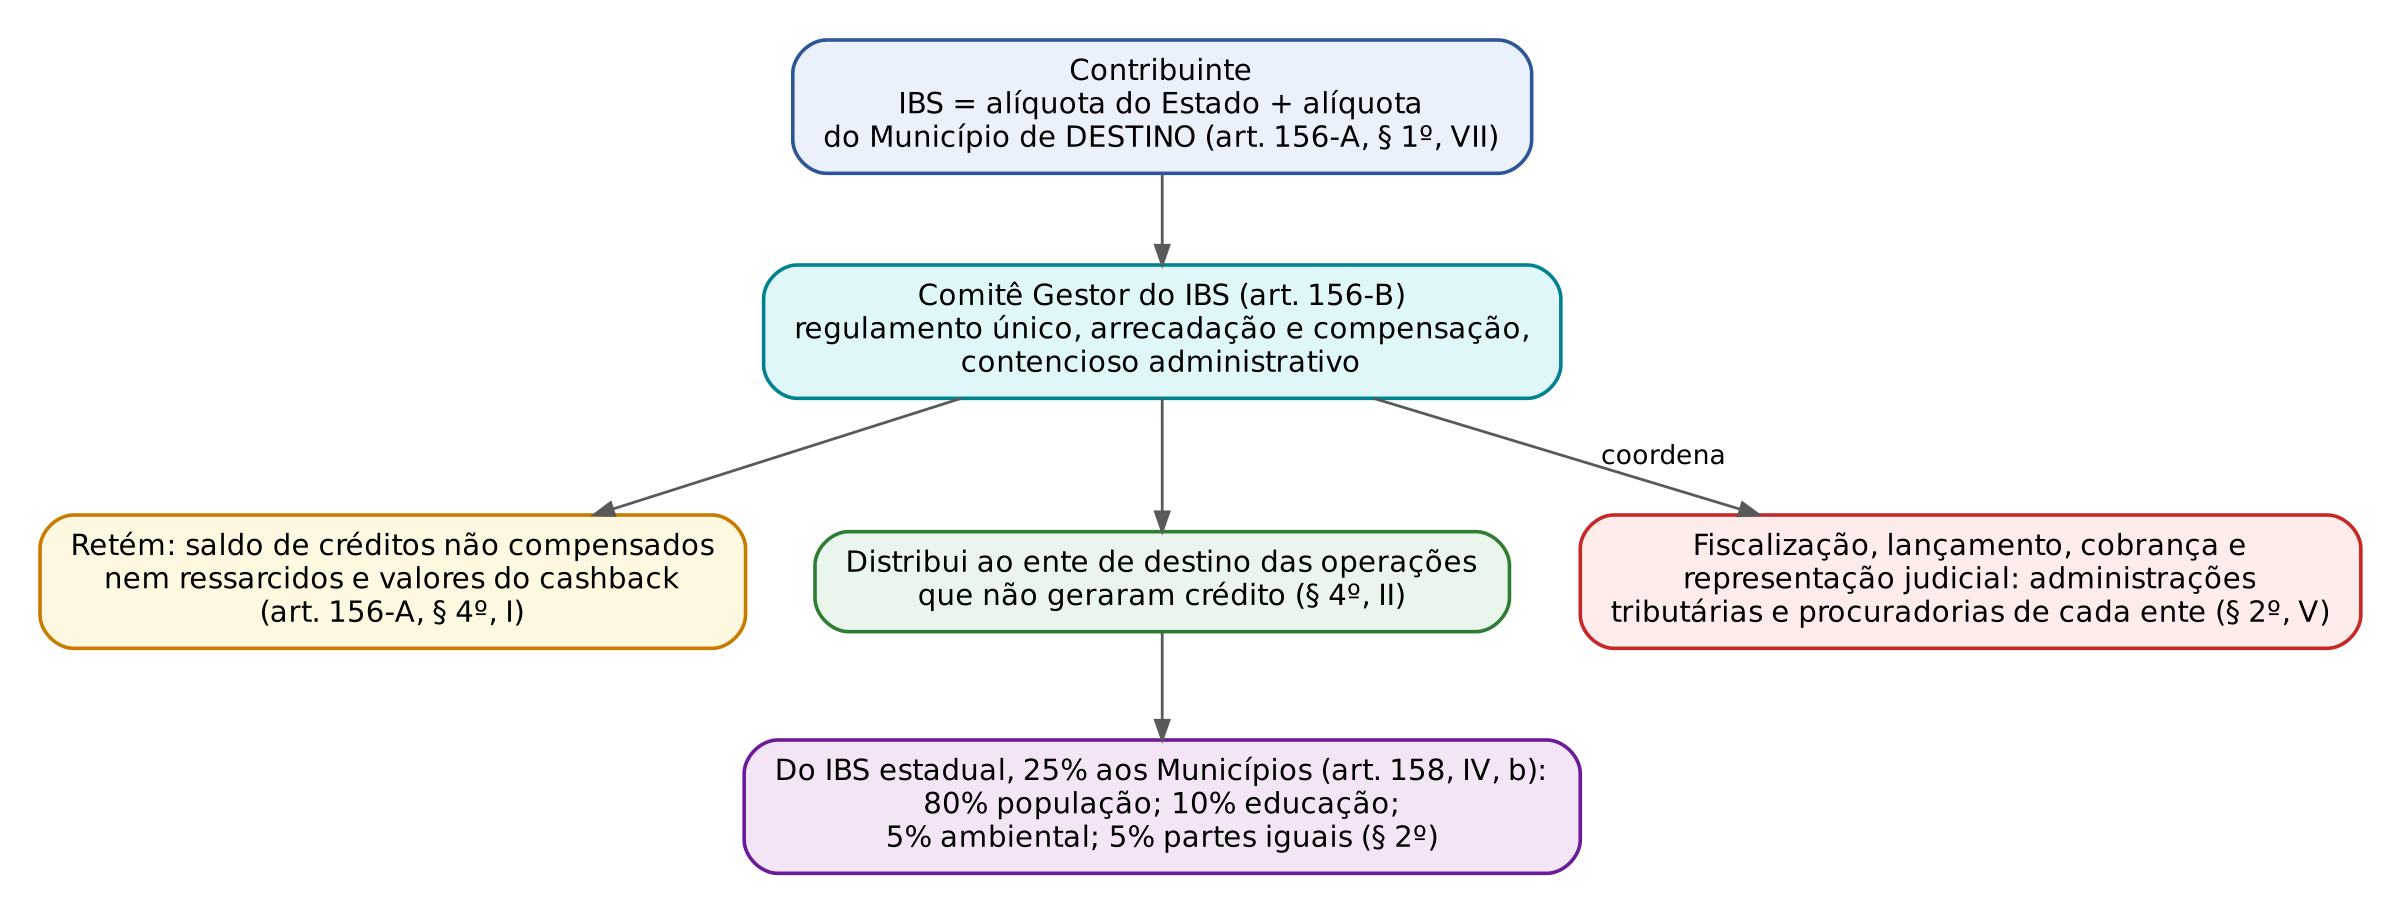 Contribuinte
IBS = alíquota do Estado + alíquota
do Município de DESTINO (art. 156-A, § 1º, VII)
Comitê Gestor do IBS (art. 156-B)
regulamento único, arrecadação e compensação,
contencioso administrativo
coordena
Retém: saldo de créditos não compensados
nem ressarcidos e valores do cashback
(art. 156-A, § 4º, I)
Distribui ao ente de destino das operações
que não geraram crédito (§ 4º, II)
Fiscalização, lançamento, cobrança e
representação judicial: administrações
tributárias e procuradorias de cada ente (§ 2º, V)
Do IBS estadual, 25% aos Municípios (art. 158, IV, b):
80% população; 10% educação;
5% ambiental; 5% partes iguais (§ 2º)